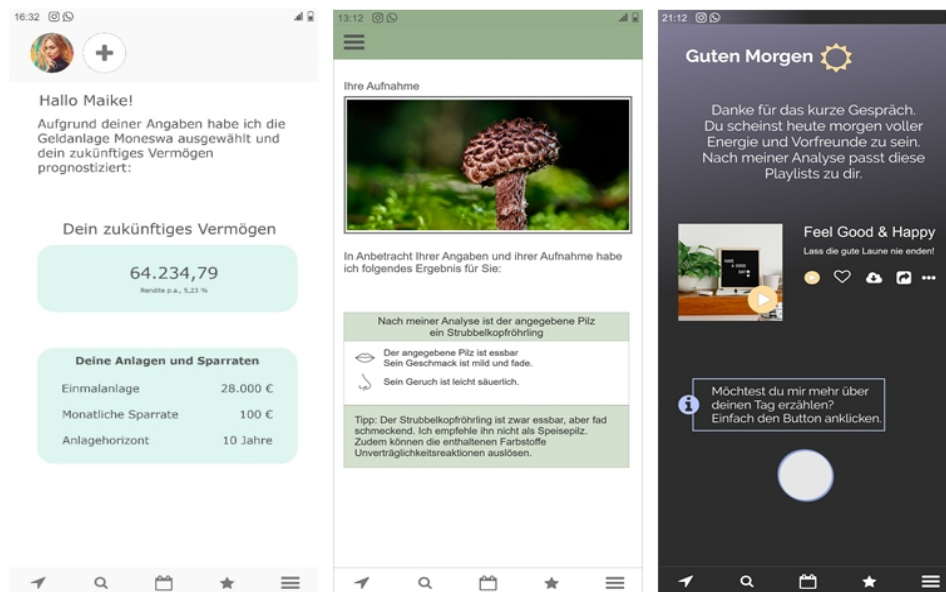 16:32
Hallo Maike!
Aufgrund deiner Angaben habe ich die
Geldanlage Moneswa ausgewählt und
dein zukünftiges Vermögen
prognostiziert:
Dein zukünftiges Vermögen
64.234,79
Rendite p.a., 5,23 %
Deine Anlagen und Sparraten
Einmalanlage 28.000 €
Monatliche Sparrate 100 €
Anlagehorizont 10 Jahre
13:12
Ihre Aufnahme
In Anbetracht Ihrer Angaben und ihrer Aufnahme habe
ich folgendes Ergebnis für Sie:
Nach meiner Analyse ist der angegebene Pilz
ein Strubbelkopfröhrling
Der angegebene Pilz ist essbar
Sein Geschmack ist mild und fade.
Sein Geruch ist leicht säuerlich.
Tipp: Der Strubbelkopfröhrling ist zwar essbar, aber fad
schmeckend. Ich empfehle ihn nicht als Speisepilz.
Zudem können die enthaltenen Farbstoffe
Unverträglichkeitsreaktionen auslösen.
21:12
Guten Morgen
Danke für das kurze Gespräch.
Du scheinst heute morgen voller
Energie und Vorfreunde zu sein.
Nach meiner Analyse passt diese
Playlists zu dir.
HAVE
A GOOD
DAY
Feel Good & Happy
Lass die gute Laune nie enden!
Möchtest du mir mehr über
deinen Tag erzählen?
Einfach den Button anklicken.